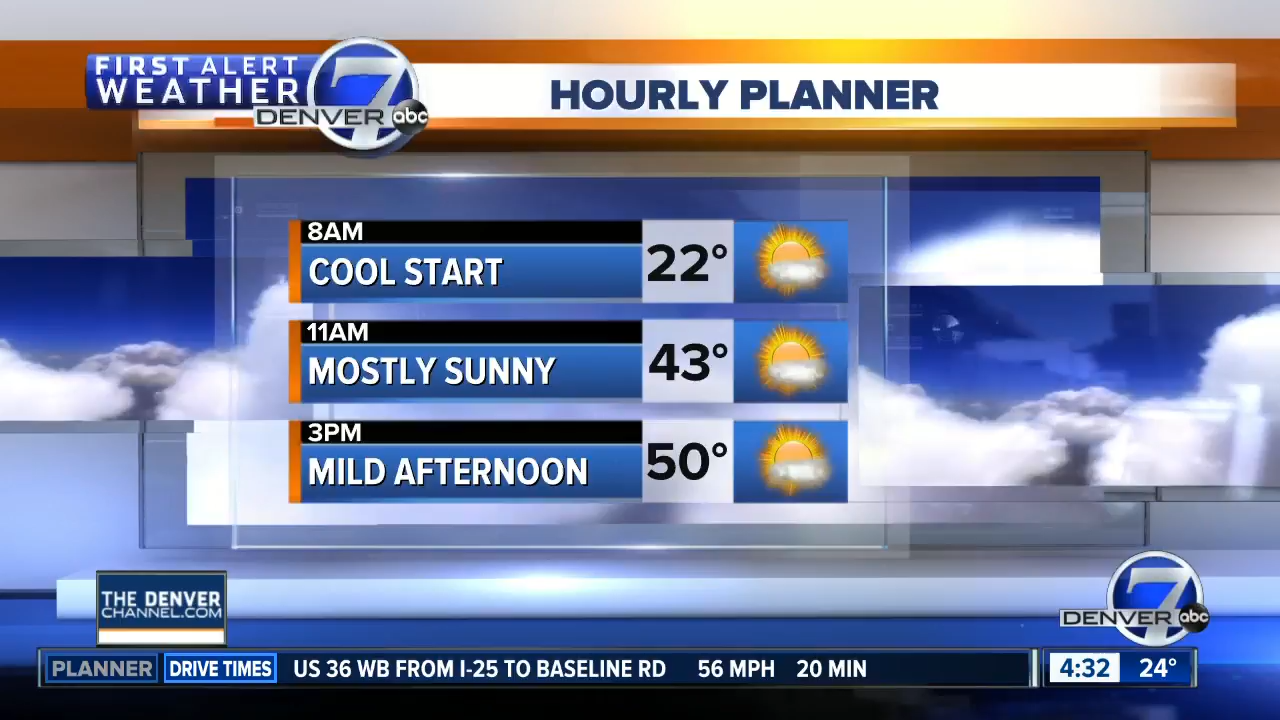 FIRST ALERT
WEATHER
7
DENVER abc
HOURLY PLANNER
8AM
COOL START
22°
11AM
MOSTLY SUNNY
43°
3PM
MILD AFTERNOON
50°
THE DENVER
CHANNEL.COM
7
DENVER abc
PLANNER DRIVE TIMES US 36 WB FROM I-25 TO BASELINE RD 56 MPH 20 MIN 4:32 24°